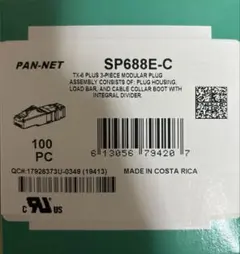 PAN-NET
SP688E-C
TX-6 PLUS 3-PIECE MODULAR PLUG
ASSEMBLY CONSISTS OF: PLUG HOUSING,
LOAD BAR, AND CABLE COLLAR BOOT WITH
INTEGRAL DIVIDER.
100
PC
6 13056 79420 7
QC#:17926373U-0349 (19413)
MADE IN COSTA RICA
C UL US